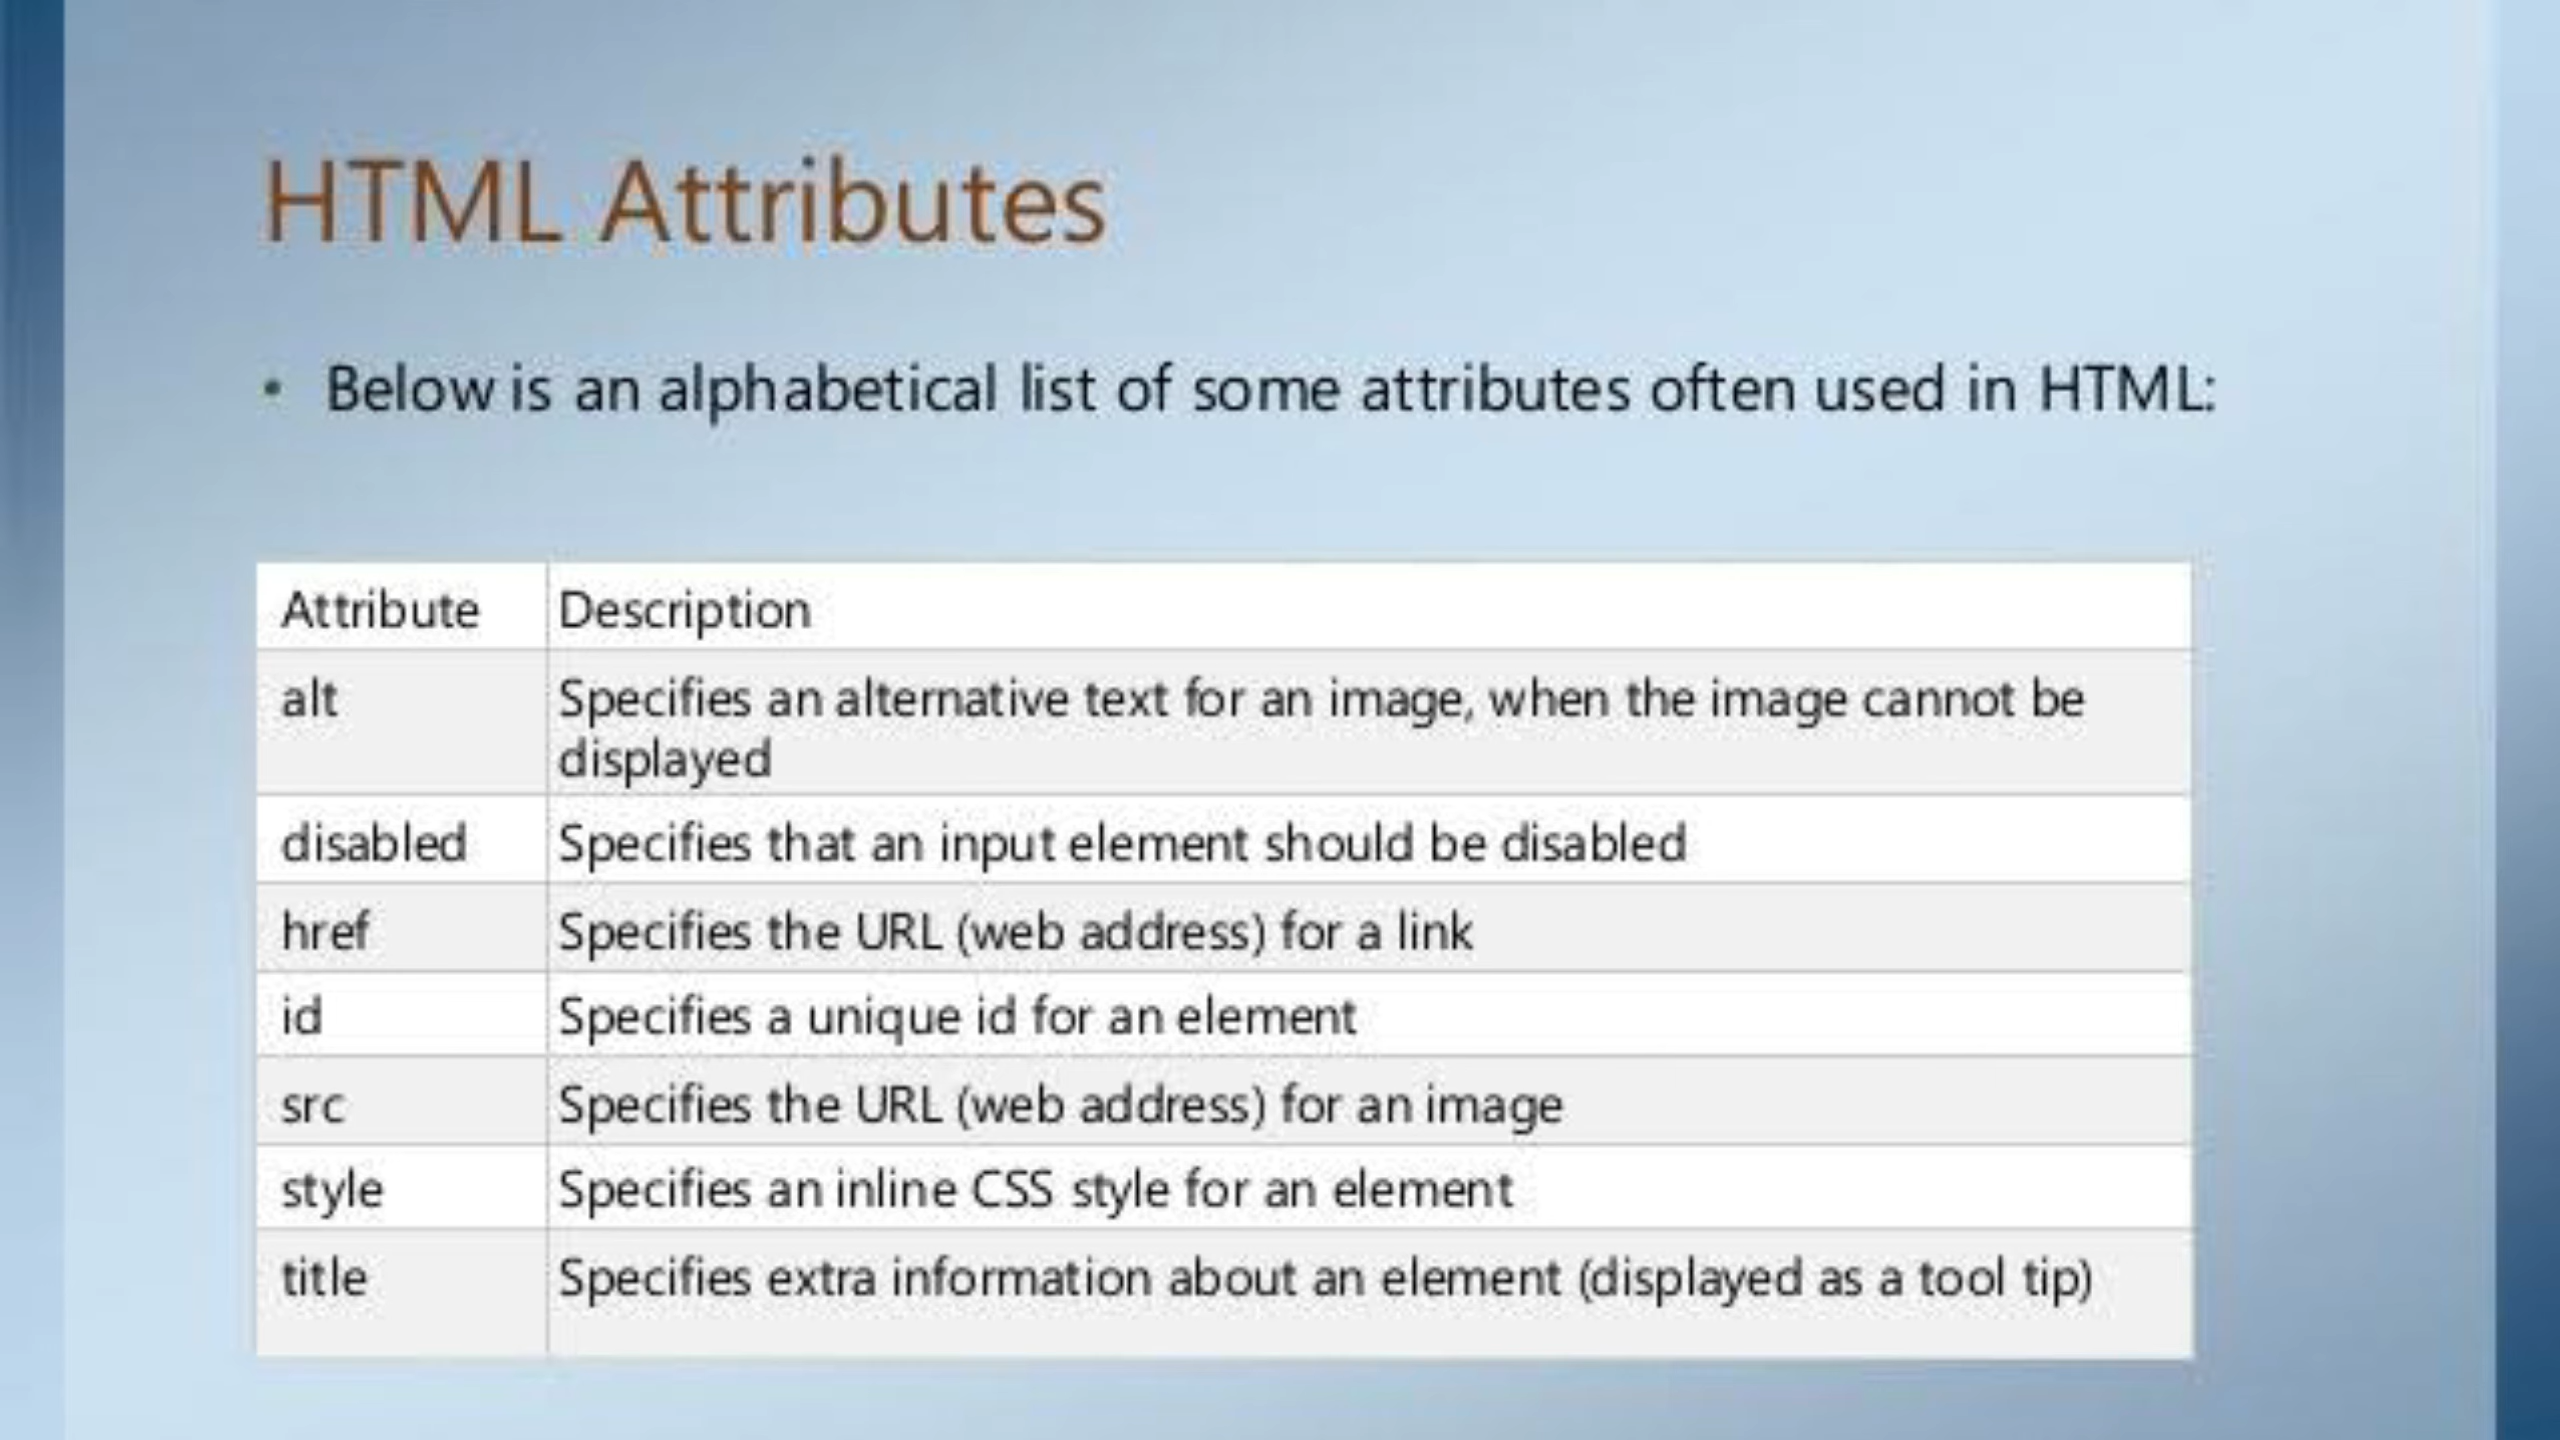 HTML Attributes
• Below is an alphabetical list of some attributes often used in HTML:
Attribute Description
alt Specifies an alternative text for an image, when the image cannot be
displayed
disabled Specifies that an input element should be disabled
href Specifies the URL (web address) for a link
id Specifies a unique id for an element
src Specifies the URL (web address) for an image
style Specifies an inline CSS style for an element
title Specifies extra information about an element (displayed as a tool tip)